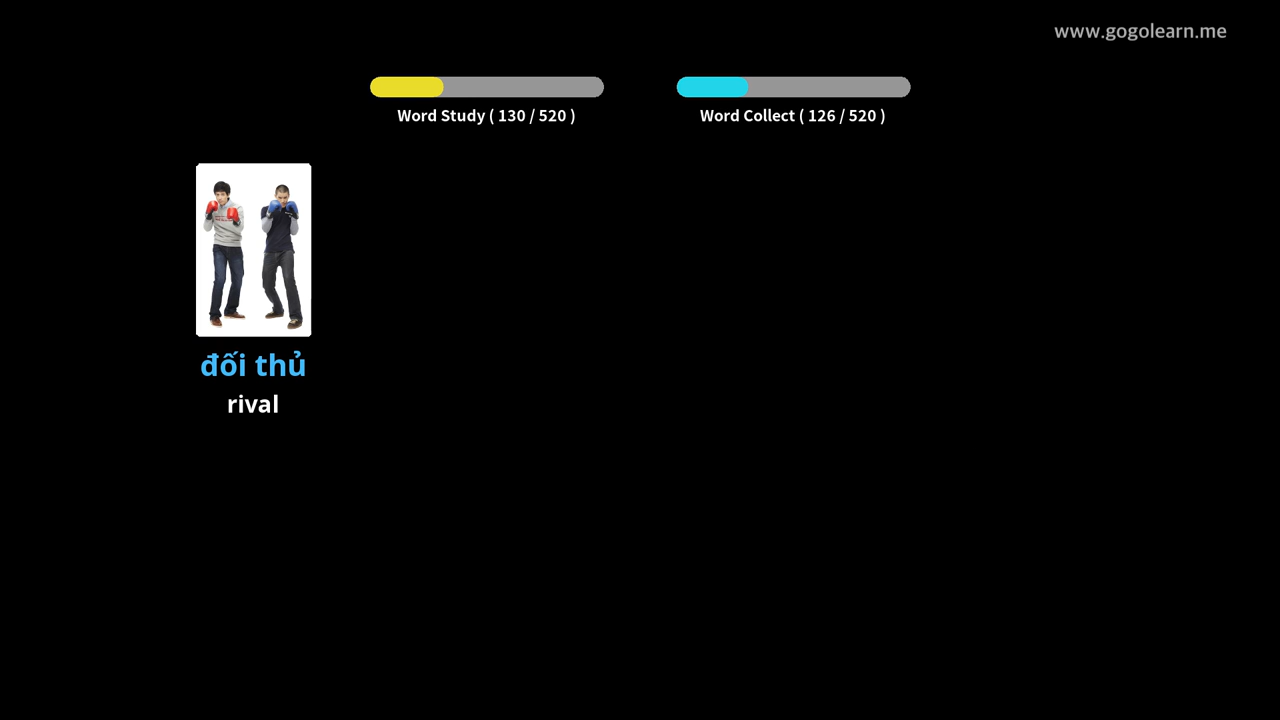 www.gogolearn.me
Word Study ( 130 / 520 )
Word Collect ( 126 / 520 )
đối thủ
rival